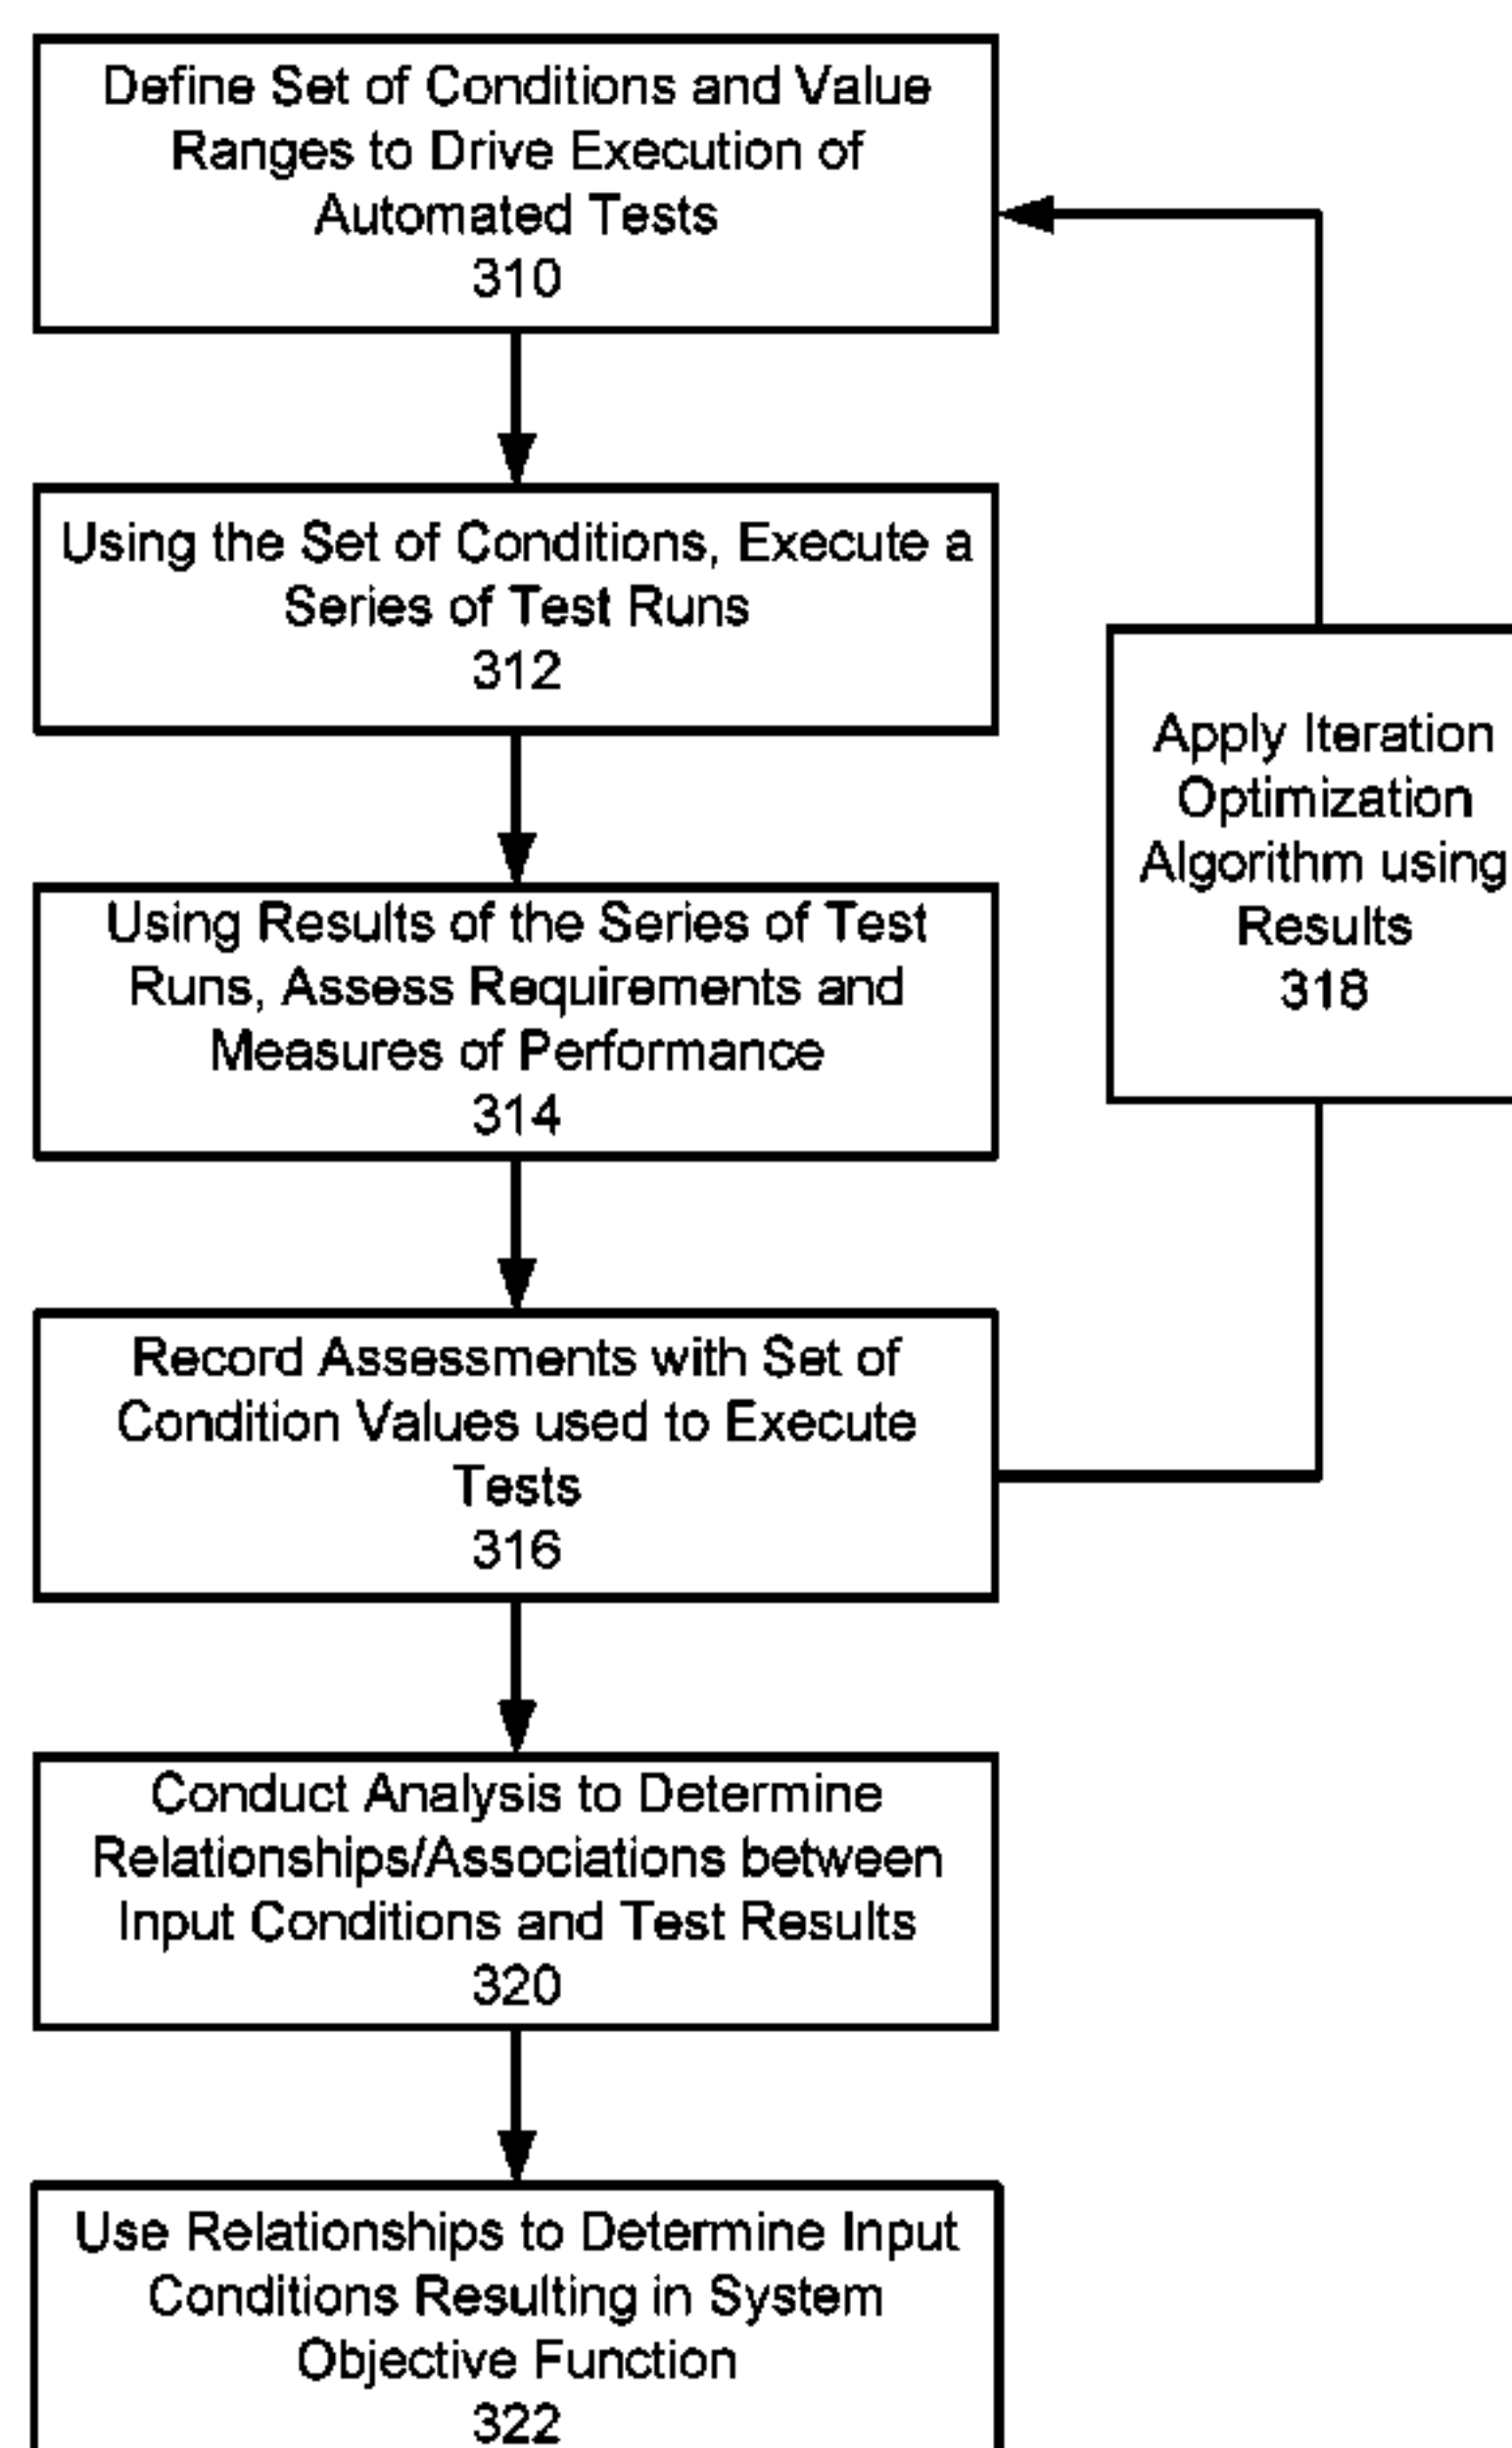 Define Set of Conditions and Value
Ranges to Drive Execution of
Automated Tests
310
Using the Set of Conditions, Execute a
Series of Test Runs
312
Using Results of the Series of Test
Runs, Assess Requirements and
Measures of Performance
314
Record Assessments with Set of
Condition Values used to Execute
Tests
316
Apply Iteration
Optimization
Algorithm using
Results
318
Conduct Analysis to Determine
Relationships/Associations between
Input Conditions and Test Results
320
Use Relationships to Determine Input
Conditions Resulting in System
Objective Function
322